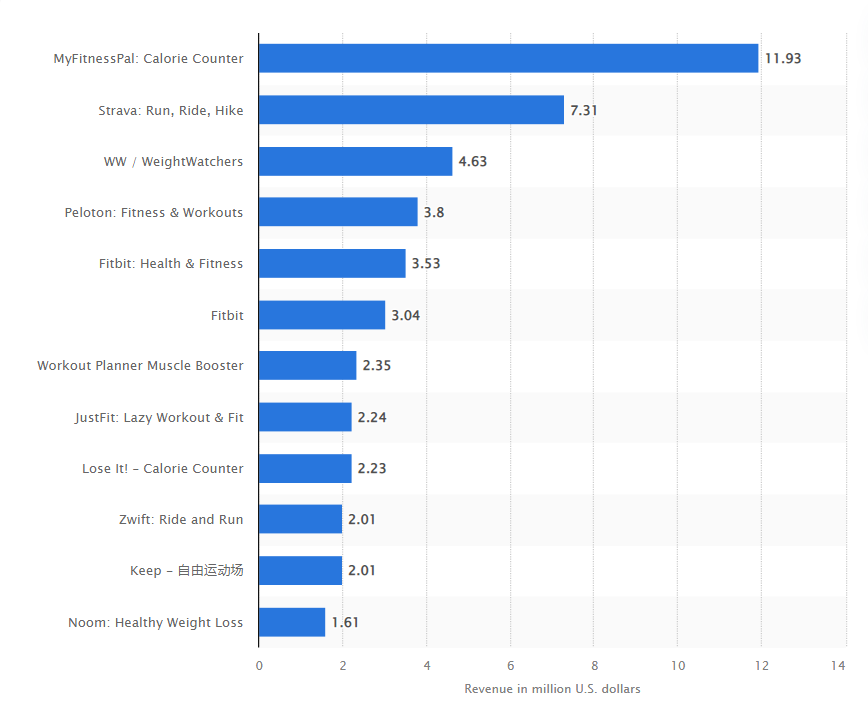 MyFitnessPal: Calorie Counter 11.93
Strava: Run, Ride, Hike 7.31
WW / WeightWatchers 4.63
Peloton: Fitness & Workouts 3.8
Fitbit: Health & Fitness 3.53
Fitbit 3.04
Workout Planner Muscle Booster 2.35
JustFit: Lazy Workout & Fit 2.24
Lose It! – Calorie Counter 2.23
Zwift: Ride and Run 2.01
Keep – 自由运动场 2.01
Noom: Healthy Weight Loss 1.61
0 2 4 6 8 10 12 14
Revenue in million U.S. dollars